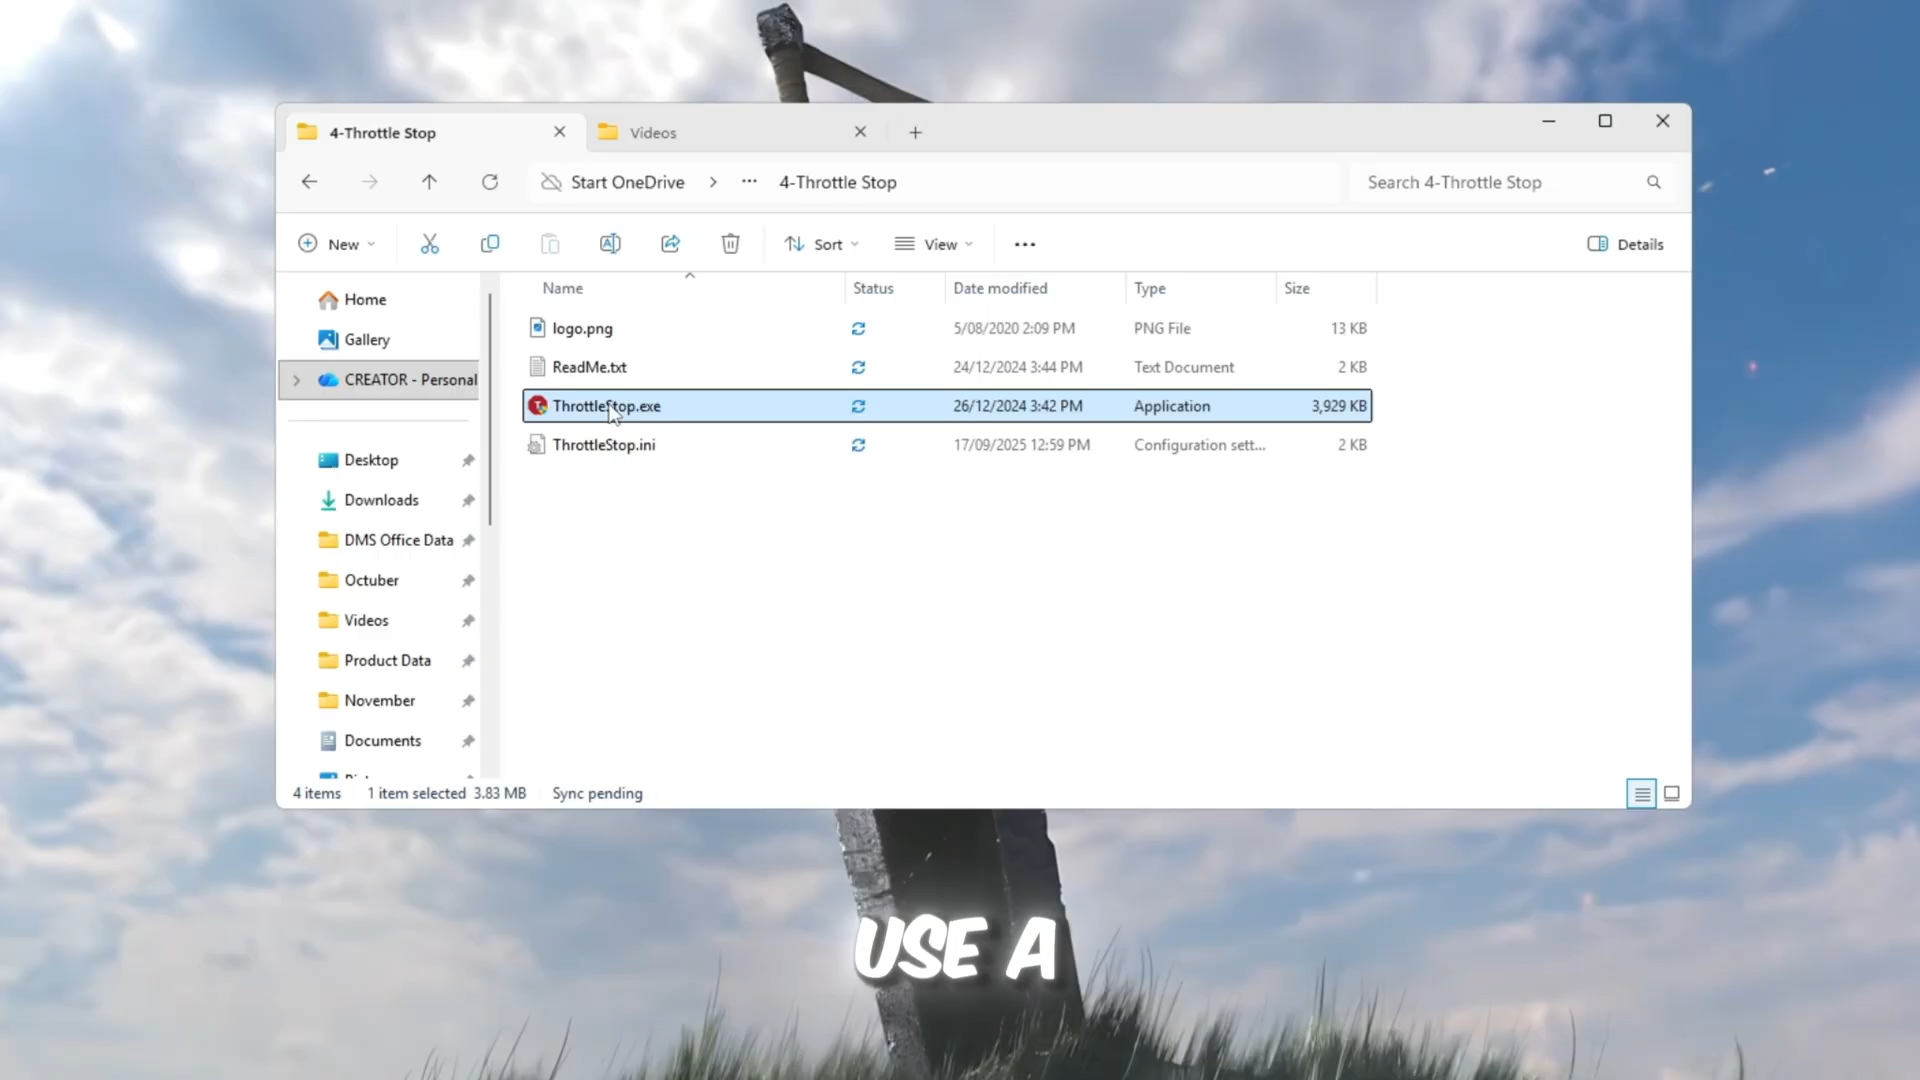 4-Throttle Stop
Videos
Start OneDrive > ... 4-Throttle Stop
Search 4-Throttle Stop
New
Sort
View
Details
Name Status Date modified Type Size
logo.png 5/08/2020 2:09 PM PNG File 13 KB
ReadMe.txt 24/12/2024 3:44 PM Text Document 2 KB
ThrottleStop.exe 26/12/2024 3:42 PM Application 3,929 KB
ThrottleStop.ini 17/09/2025 12:59 PM Configuration sett... 2 KB
Home
Gallery
CREATOR - Personal
Desktop
Downloads
DMS Office Data
Octuber
Videos
Product Data
November
Documents
4 items 1 item selected 3.83 MB Sync pending
USE A